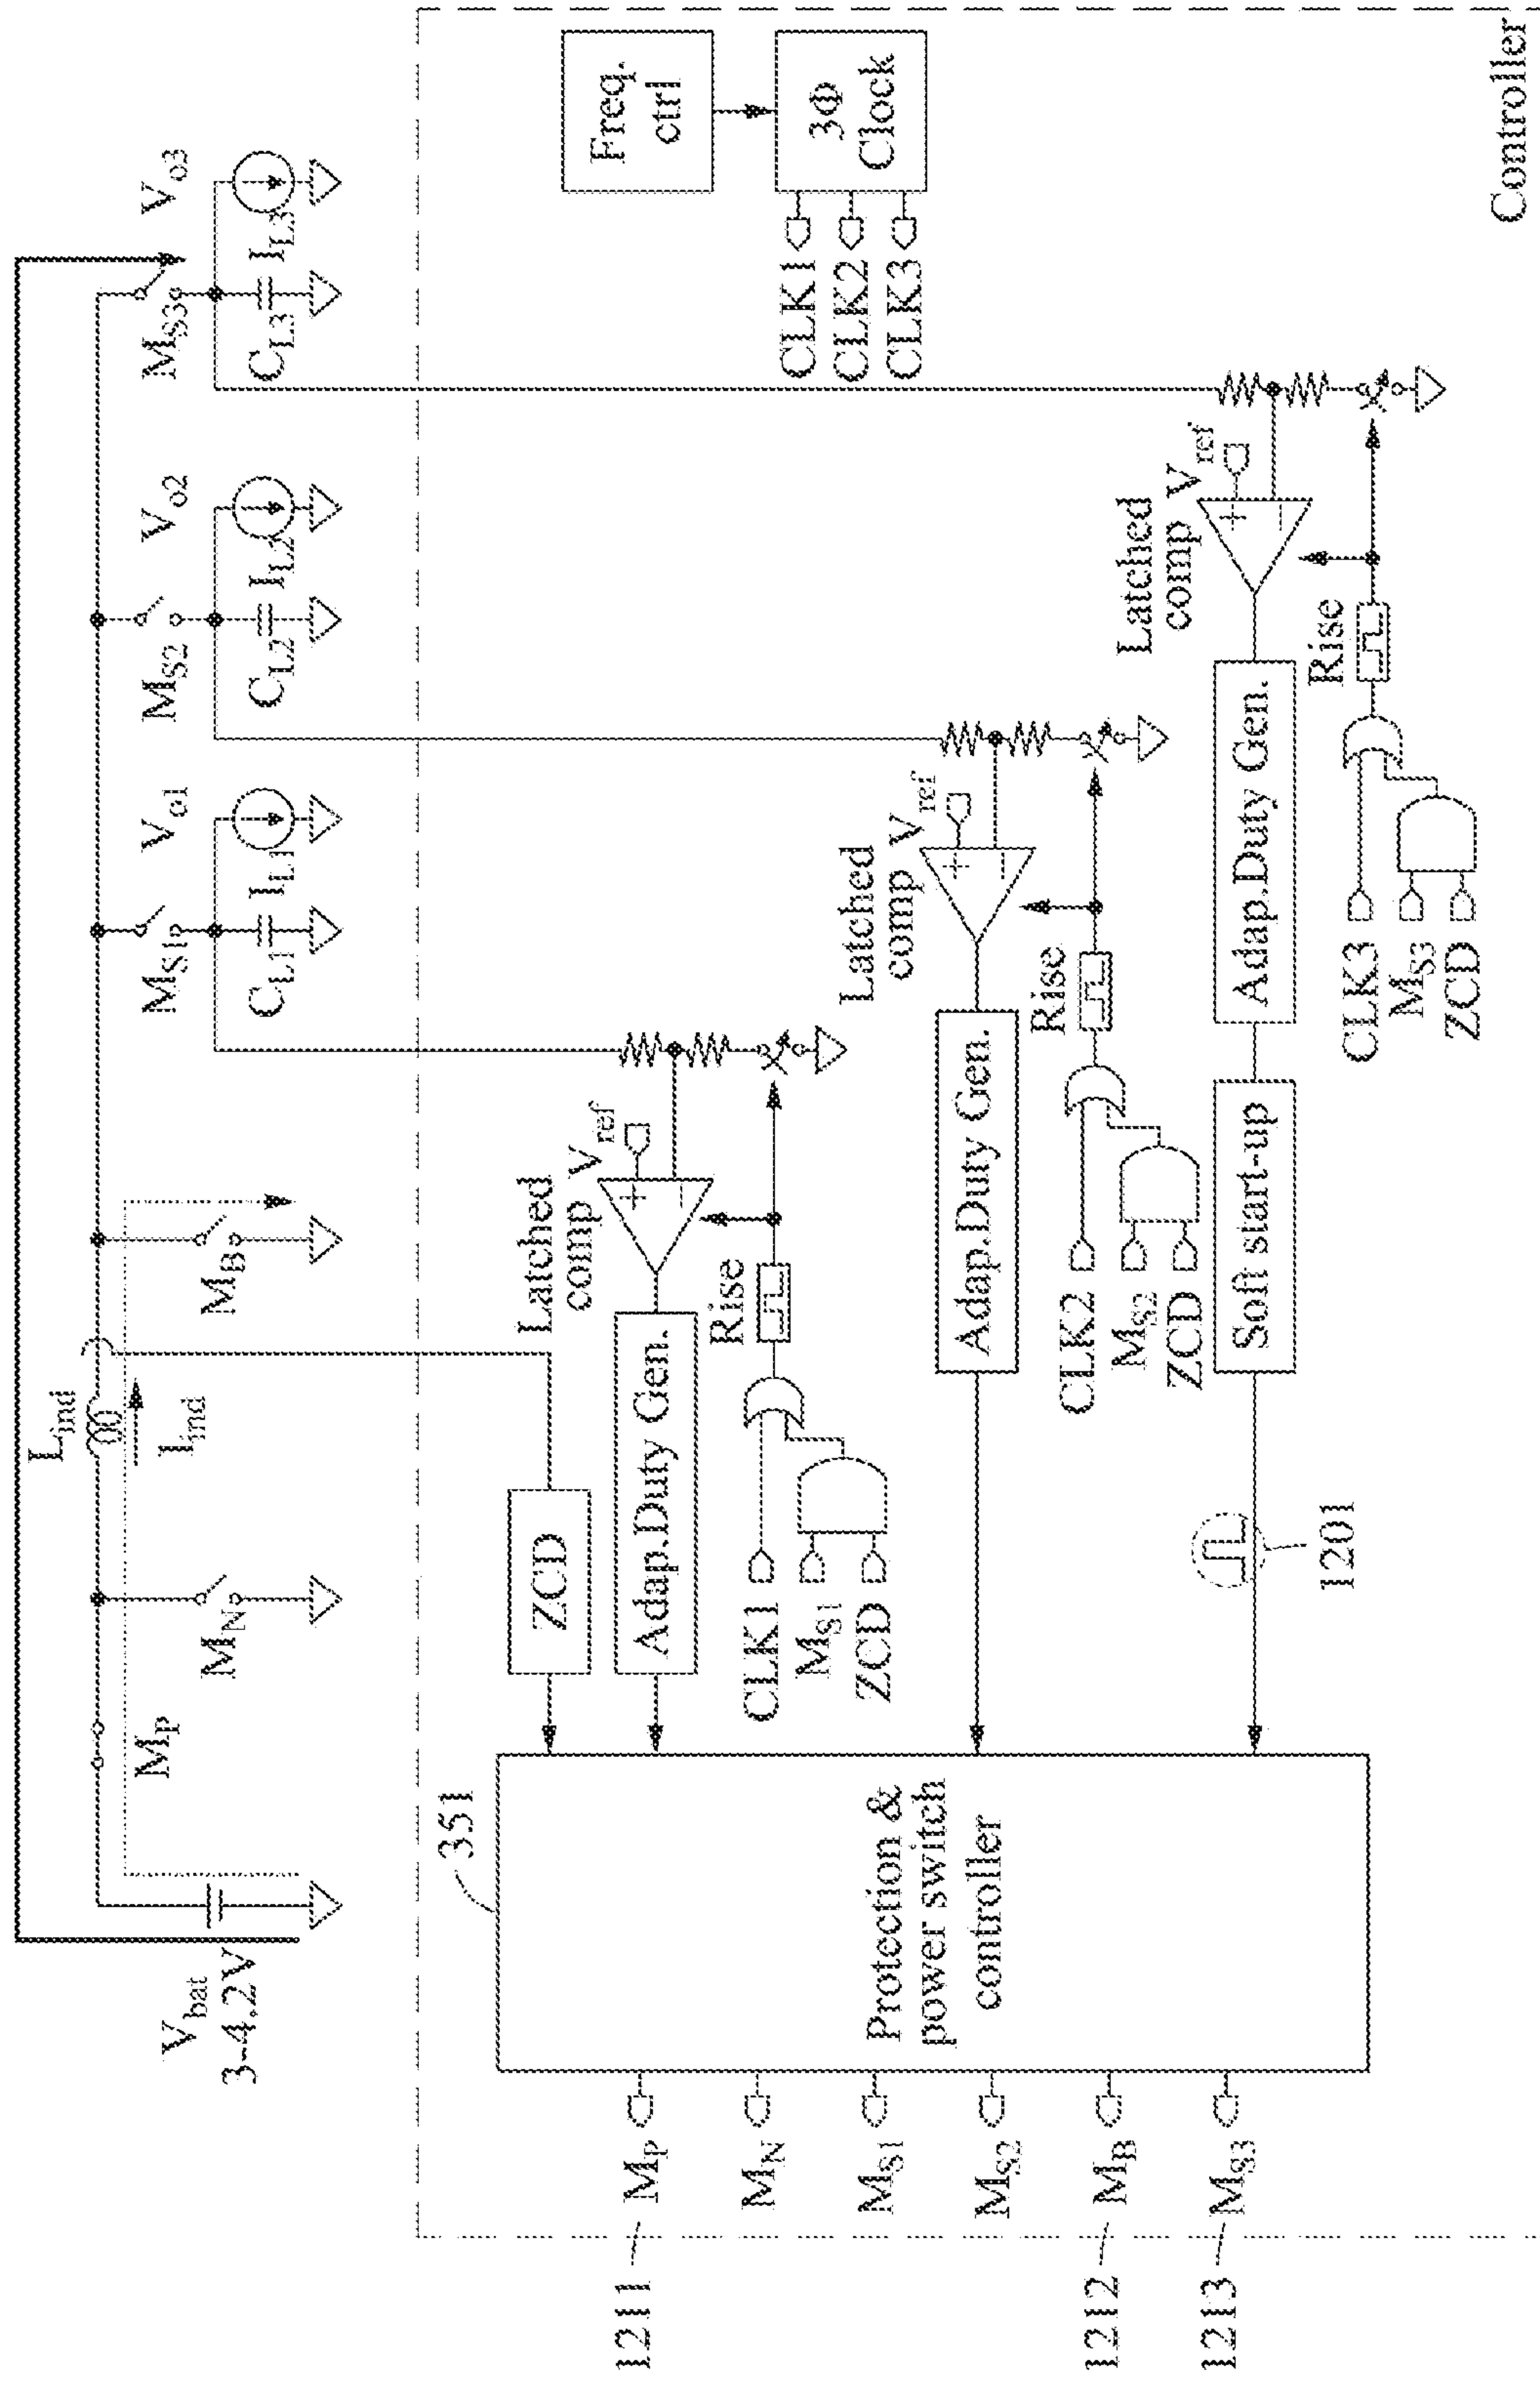 V_bat
3-4.2V
M_P
M_N
L_ind
I_ind
M_B
M_S1
V_o1
C_L1
I_L1
M_S2
V_o2
C_L2
I_L2
M_S3
V_o3
C_L3
I_L3
351
Protection &
power switch
controller
1211
M_P
M_N
M_S1
M_S2
1212
M_B
1213
M_S3
ZCD
Adap.Duty Gen.
Latched
comp
V_ref
Rise
CLK1
M_S1
ZCD
Adap.Duty Gen.
Latched
comp
V_ref
Rise
CLK2
M_S2
ZCD
1201
Soft start-up
Adap.Duty Gen.
Latched
comp
V_ref
Rise
CLK3
M_S3
ZCD
Freq.
ctrl
3Φ
Clock
CLK1
CLK2
CLK3
Controller